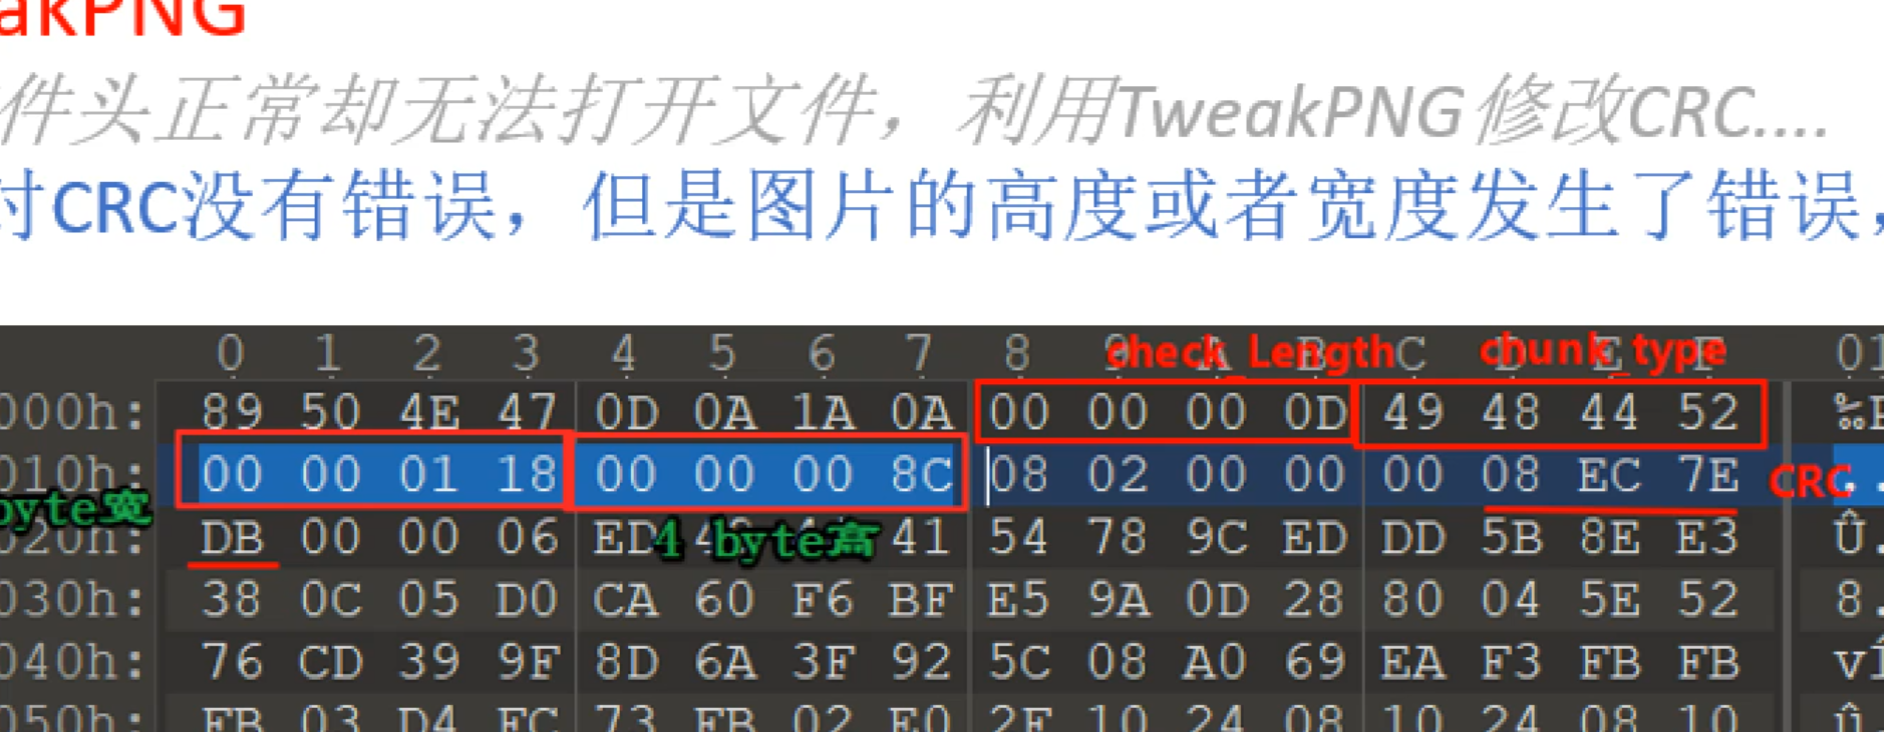 akPNG
件头正常却无法打开文件，利用TweakPNG修改CRC....
时CRC没有错误，但是图片的高度或者宽度发生了错误，
0 1 2 3 4 5 6 7 8 9 A B C D E F 01
check_Length chunk_type
000h: 89 50 4E 47 0D 0A 1A 0A 00 00 00 0D 49 48 44 52 ‰P
010h: 00 00 01 18 00 00 00 8C 08 02 00 00 00 08 EC 7E CRC ..
byte宽 4 byte高
020h: DB 00 00 06 ED 41 54 78 9C ED DD 5B 8E E3 Û.
030h: 38 0C 05 D0 CA 60 F6 BF E5 9A 0D 28 80 04 5E 52 8.
040h: 76 CD 39 9F 8D 6A 3F 92 5C 08 A0 69 EA F3 FB FB vÍ
050h: FB 03 D4 FC 73 FB 02 E0 2F 10 24 08 10 24 08 10 û.